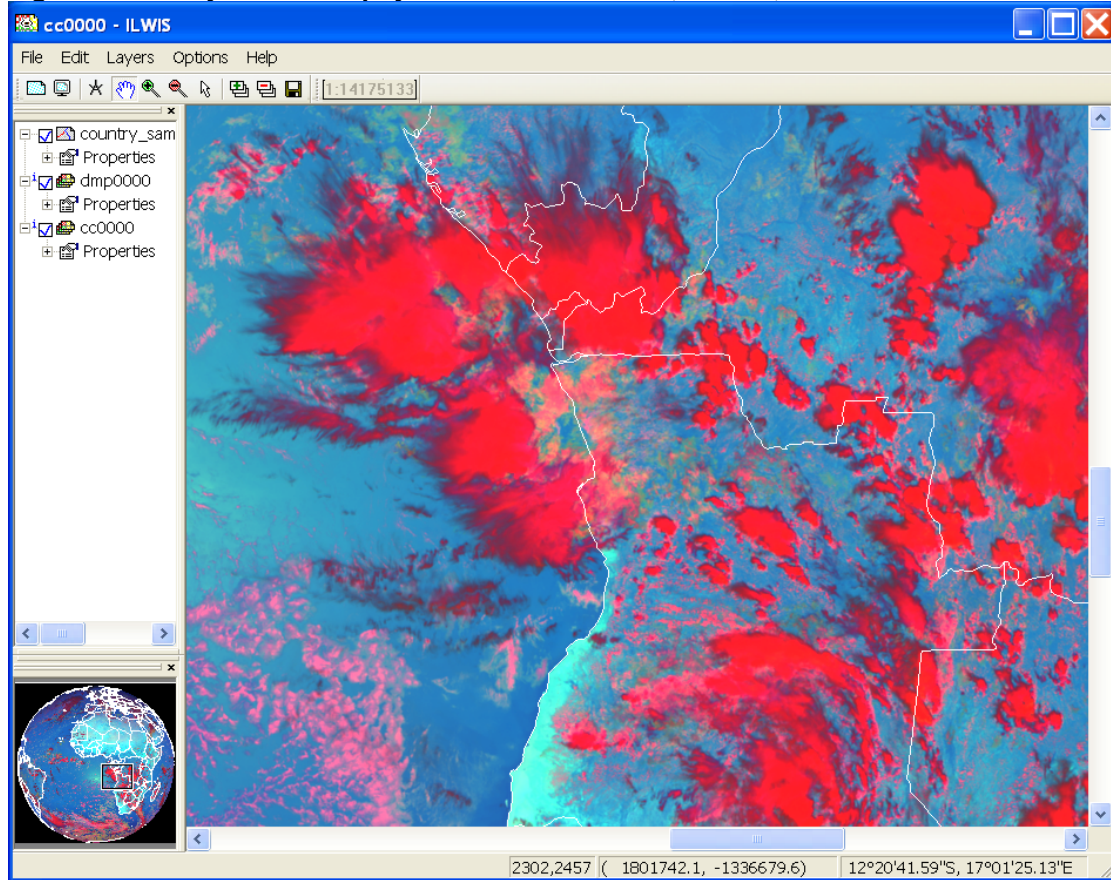 cc0000 - ILWIS
File Edit Layers Options Help
1:14175133
country_sam
Properties
dmp0000
Properties
cc0000
Properties
2302,2457 ( 1801742.1, -1336679.6) 12°20'41.59"S, 17°01'25.13"E